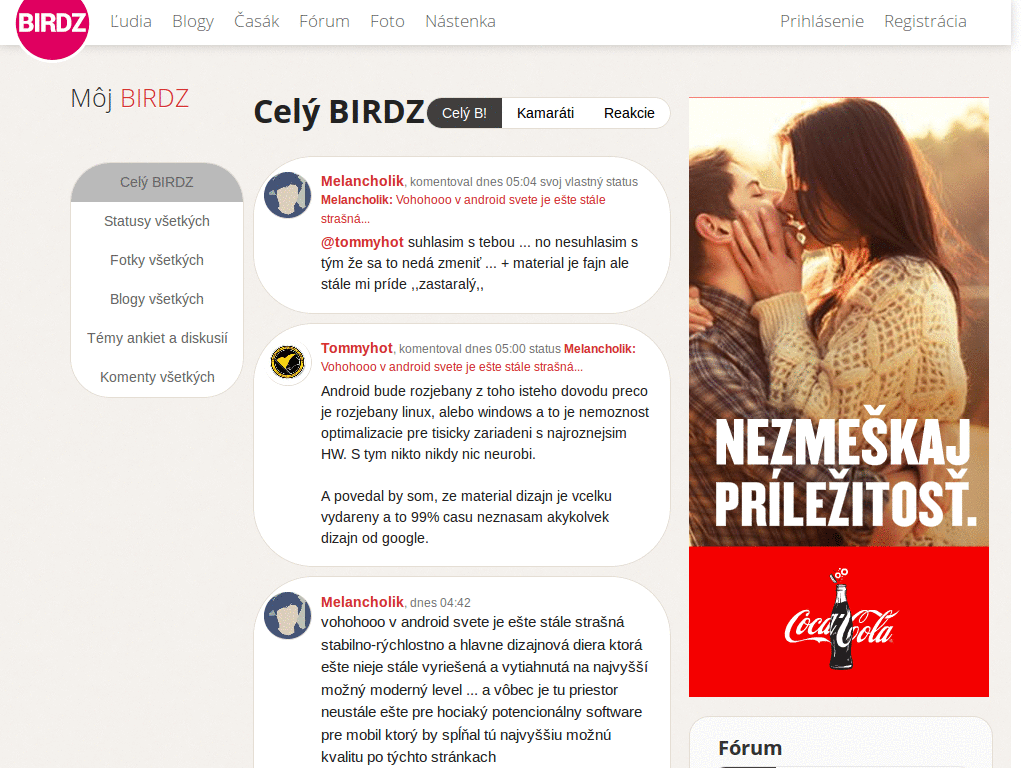 BIRDZ
Ľudia Blogy Časák Fórum Foto Nástenka Prihlásenie Registrácia
Môj BIRDZ
Celý BIRDZ
Statusy všetkých
Fotky všetkých
Blogy všetkých
Témy ankiet a diskusií
Komenty všetkých
Celý BIRDZ
Celý B! Kamaráti Reakcie
Melancholik, komentoval dnes 05:04 svoj vlastný status
Melancholik: Vohohooo v android svete je ešte stále
strašná...
@tommyhot suhlasim s tebou ... no nesuhlasim s
tým že sa to nedá zmeniť ... + material je fajn ale
stále mi príde ,,zastaralý,,
Tommyhot, komentoval dnes 05:00 status Melancholik:
Vohohooo v android svete je ešte stále strašná...
Android bude rozjebany z toho isteho dovodu preco
je rozjebany linux, alebo windows a to je nemoznost
optimalizacie pre tisicky zariadeni s najroznejsim
HW. S tym nikto nikdy nic neurobi.
A povedal by som, ze material dizajn je vcelku
vydareny a to 99% casu neznasam akykolvek
dizajn od google.
Melancholik, dnes 04:42
vohohooo v android svete je ešte stále strašná
stabilno-rýchlostno a hlavne dizajnová diera ktorá
ešte nieje stále vyriešená a vytiahnutá na najvyšší
možný moderný level ... a vôbec je tu priestor
neustále ešte pre hociaký potencionálny software
pre mobil ktorý by spĺňal tú najvyššiu možnú
kvalitu po týchto stránkach
NEZMEŠKAJ
PRÍLEŽITOSŤ.
Coca-Cola
Fórum